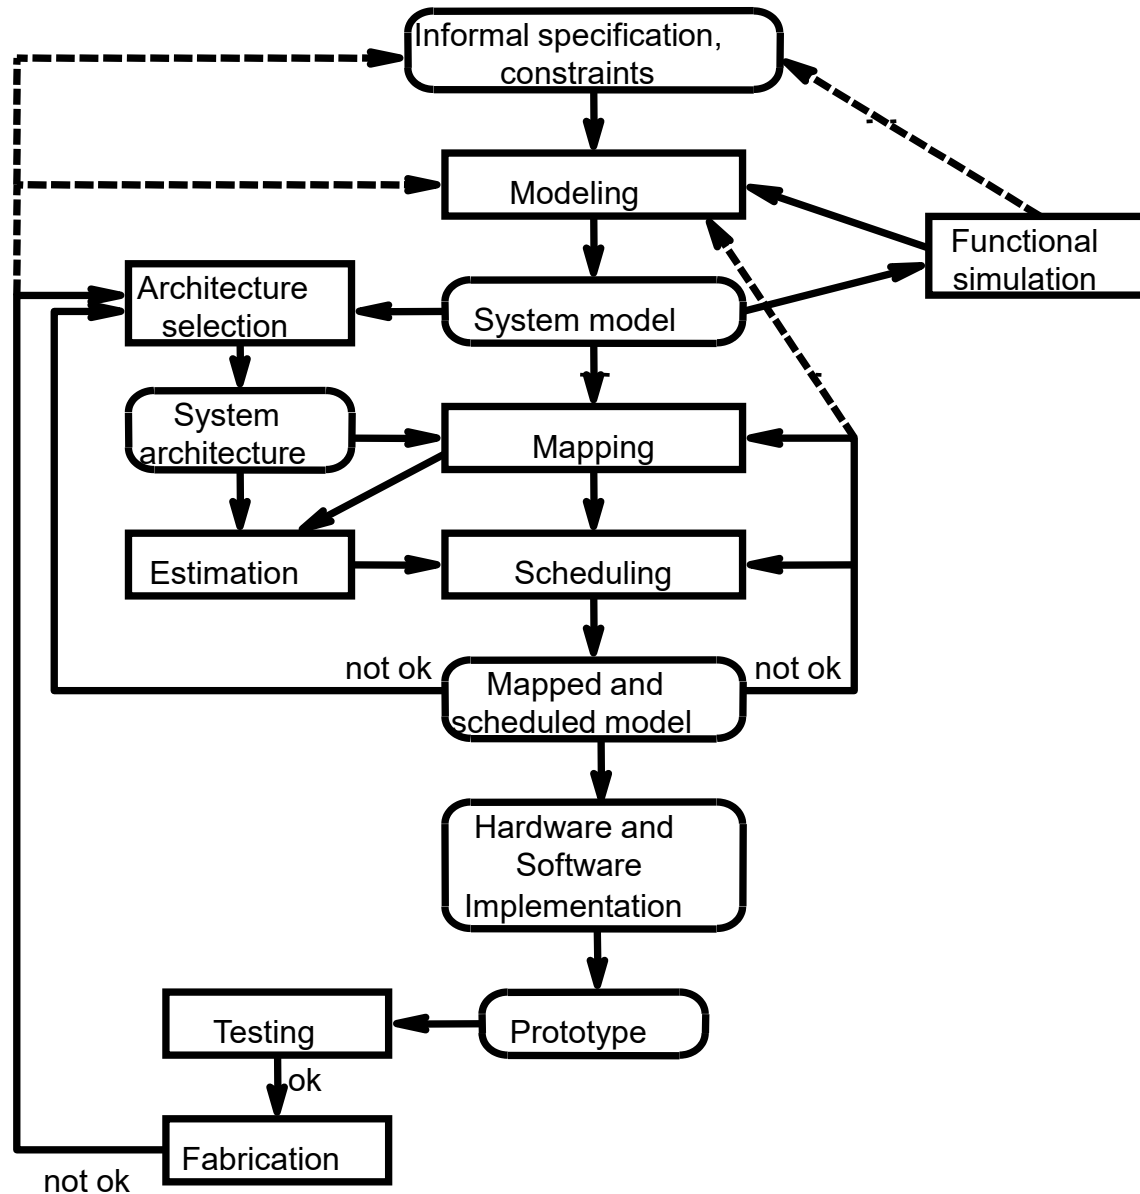 Informal specification,
constraints
Modeling
Functional
simulation
Architecture
selection
System model
System
architecture
Mapping
Estimation
Scheduling
not ok
Mapped and
scheduled model
not ok
Hardware and
Software
Implementation
Testing
Prototype
ok
Fabrication
not ok